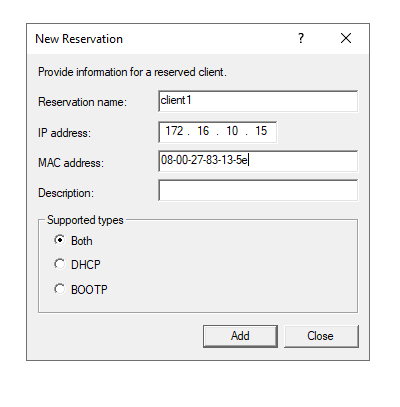 New Reservation
Provide information for a reserved client.
Reservation name: client1
IP address: 172 . 16 . 10 . 15
MAC address: 08-00-27-83-13-5e
Description:
Supported types
Both
DHCP
BOOTP
Add Close